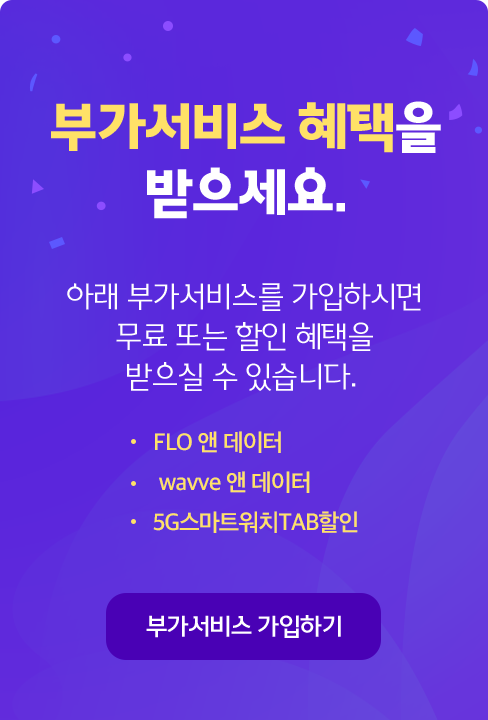 부가서비스 혜택을
받으세요.
아래 부가서비스를 가입하시면
무료 또는 할인 혜택을
받으실 수 있습니다.
• FLO 앤 데이터
• wavve 앤 데이터
• 5G스마트워치TAB할인
부가서비스 가입하기